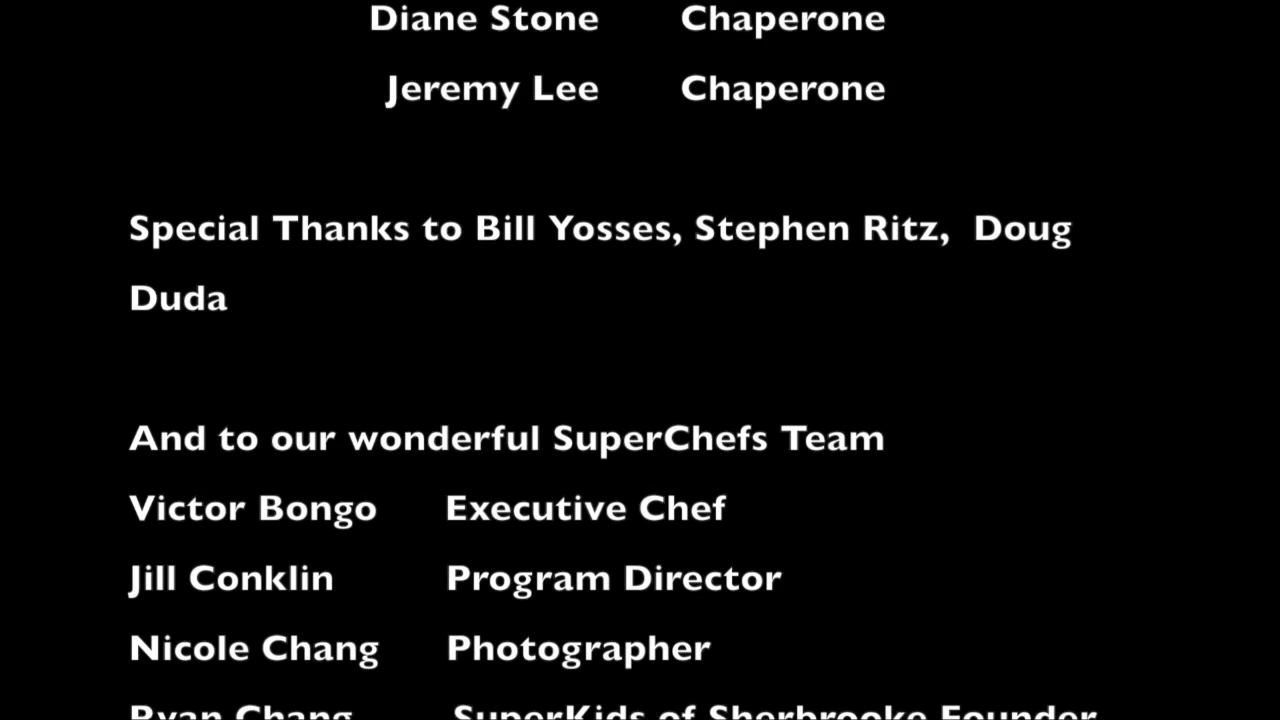 Diane Stone Chaperone
Jeremy Lee Chaperone
Special Thanks to Bill Yosses, Stephen Ritz, Doug
Duda
And to our wonderful SuperChefs Team
Victor Bongo Executive Chef
Jill Conklin Program Director
Nicole Chang Photographer
Ryan Chang SuperKids of Sherbrooke Founder